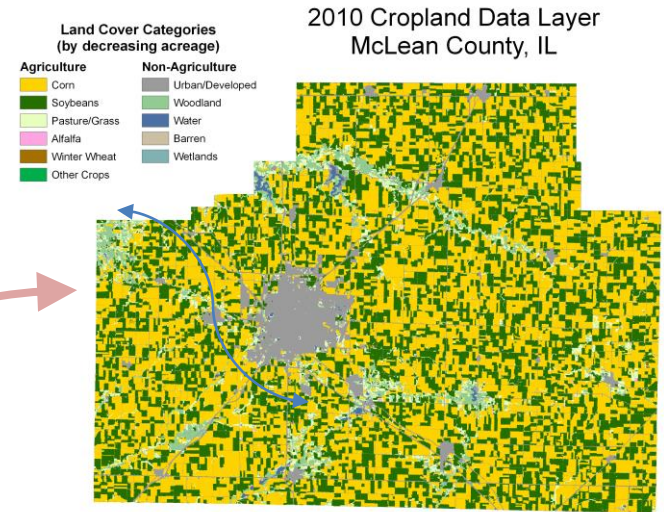 2010 Cropland Data Layer
McLean County, IL
Land Cover Categories
(by decreasing acreage)
Agriculture
Corn
Soybeans
Pasture/Grass
Alfalfa
Winter Wheat
Other Crops
Non-Agriculture
Urban/Developed
Woodland
Water
Barren
Wetlands